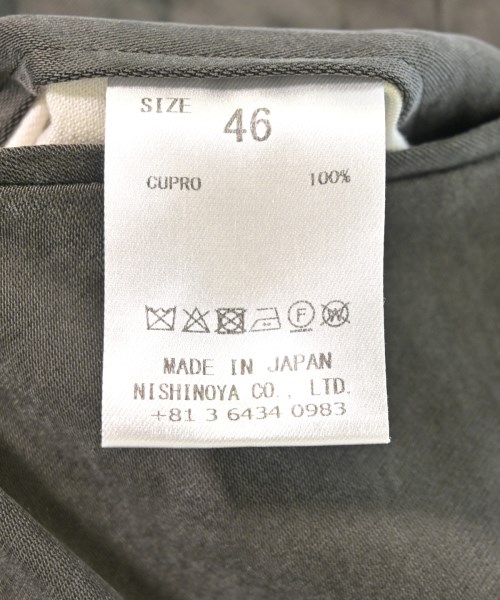 SIZE 46
CUPRO 100%
F W
MADE IN JAPAN
NISHINOYA CO., LTD.
+81 3 6434 0983